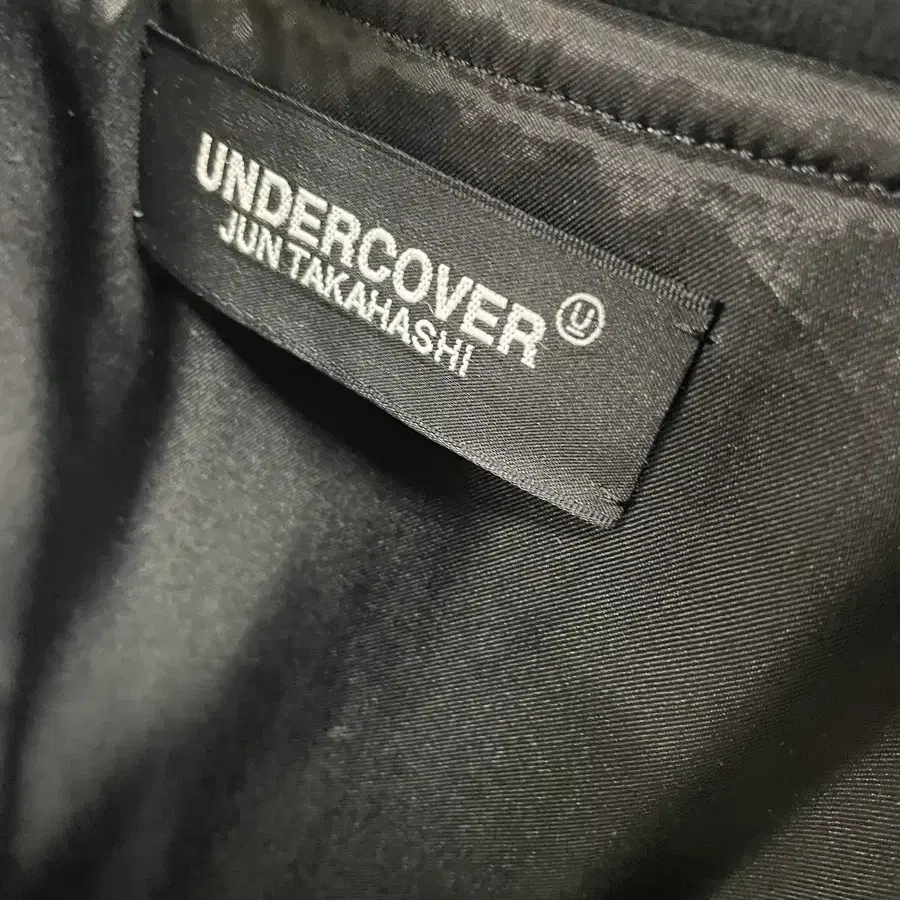 UNDERCOVER Ⓤ
JUN TAKAHASHI